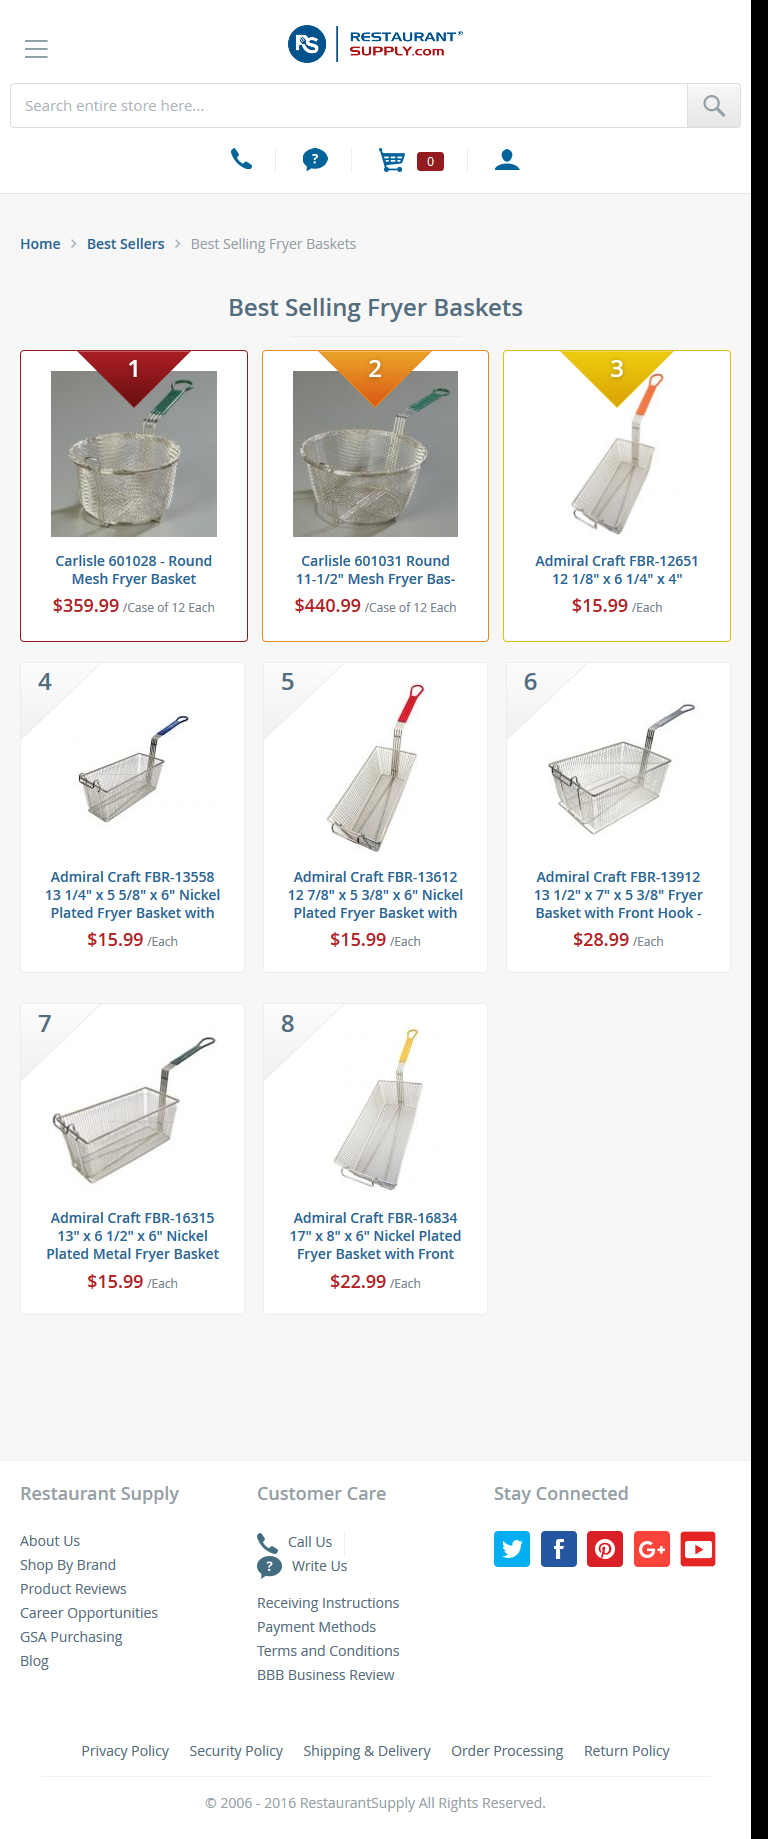 RS RESTAURANT®
SUPPLY.com
Search entire store here...
?
0
Home > Best Sellers > Best Selling Fryer Baskets
Best Selling Fryer Baskets
1
Carlisle 601028 - Round
Mesh Fryer Basket
$359.99 /Case of 12 Each
2
Carlisle 601031 Round
11-1/2" Mesh Fryer Bas-
$440.99 /Case of 12 Each
3
Admiral Craft FBR-12651
12 1/8" x 6 1/4" x 4"
$15.99 /Each
4
Admiral Craft FBR-13558
13 1/4" x 5 5/8" x 6" Nickel
Plated Fryer Basket with
$15.99 /Each
5
Admiral Craft FBR-13612
12 7/8" x 5 3/8" x 6" Nickel
Plated Fryer Basket with
$15.99 /Each
6
Admiral Craft FBR-13912
13 1/2" x 7" x 5 3/8" Fryer
Basket with Front Hook -
$28.99 /Each
7
Admiral Craft FBR-16315
13" x 6 1/2" x 6" Nickel
Plated Metal Fryer Basket
$15.99 /Each
8
Admiral Craft FBR-16834
17" x 8" x 6" Nickel Plated
Fryer Basket with Front
$22.99 /Each
Restaurant Supply
About Us
Shop By Brand
Product Reviews
Career Opportunities
GSA Purchasing
Blog
Customer Care
Call Us
? Write Us
Receiving Instructions
Payment Methods
Terms and Conditions
BBB Business Review
Stay Connected
f G+
Privacy Policy Security Policy Shipping & Delivery Order Processing Return Policy
© 2006 - 2016 RestaurantSupply All Rights Reserved.